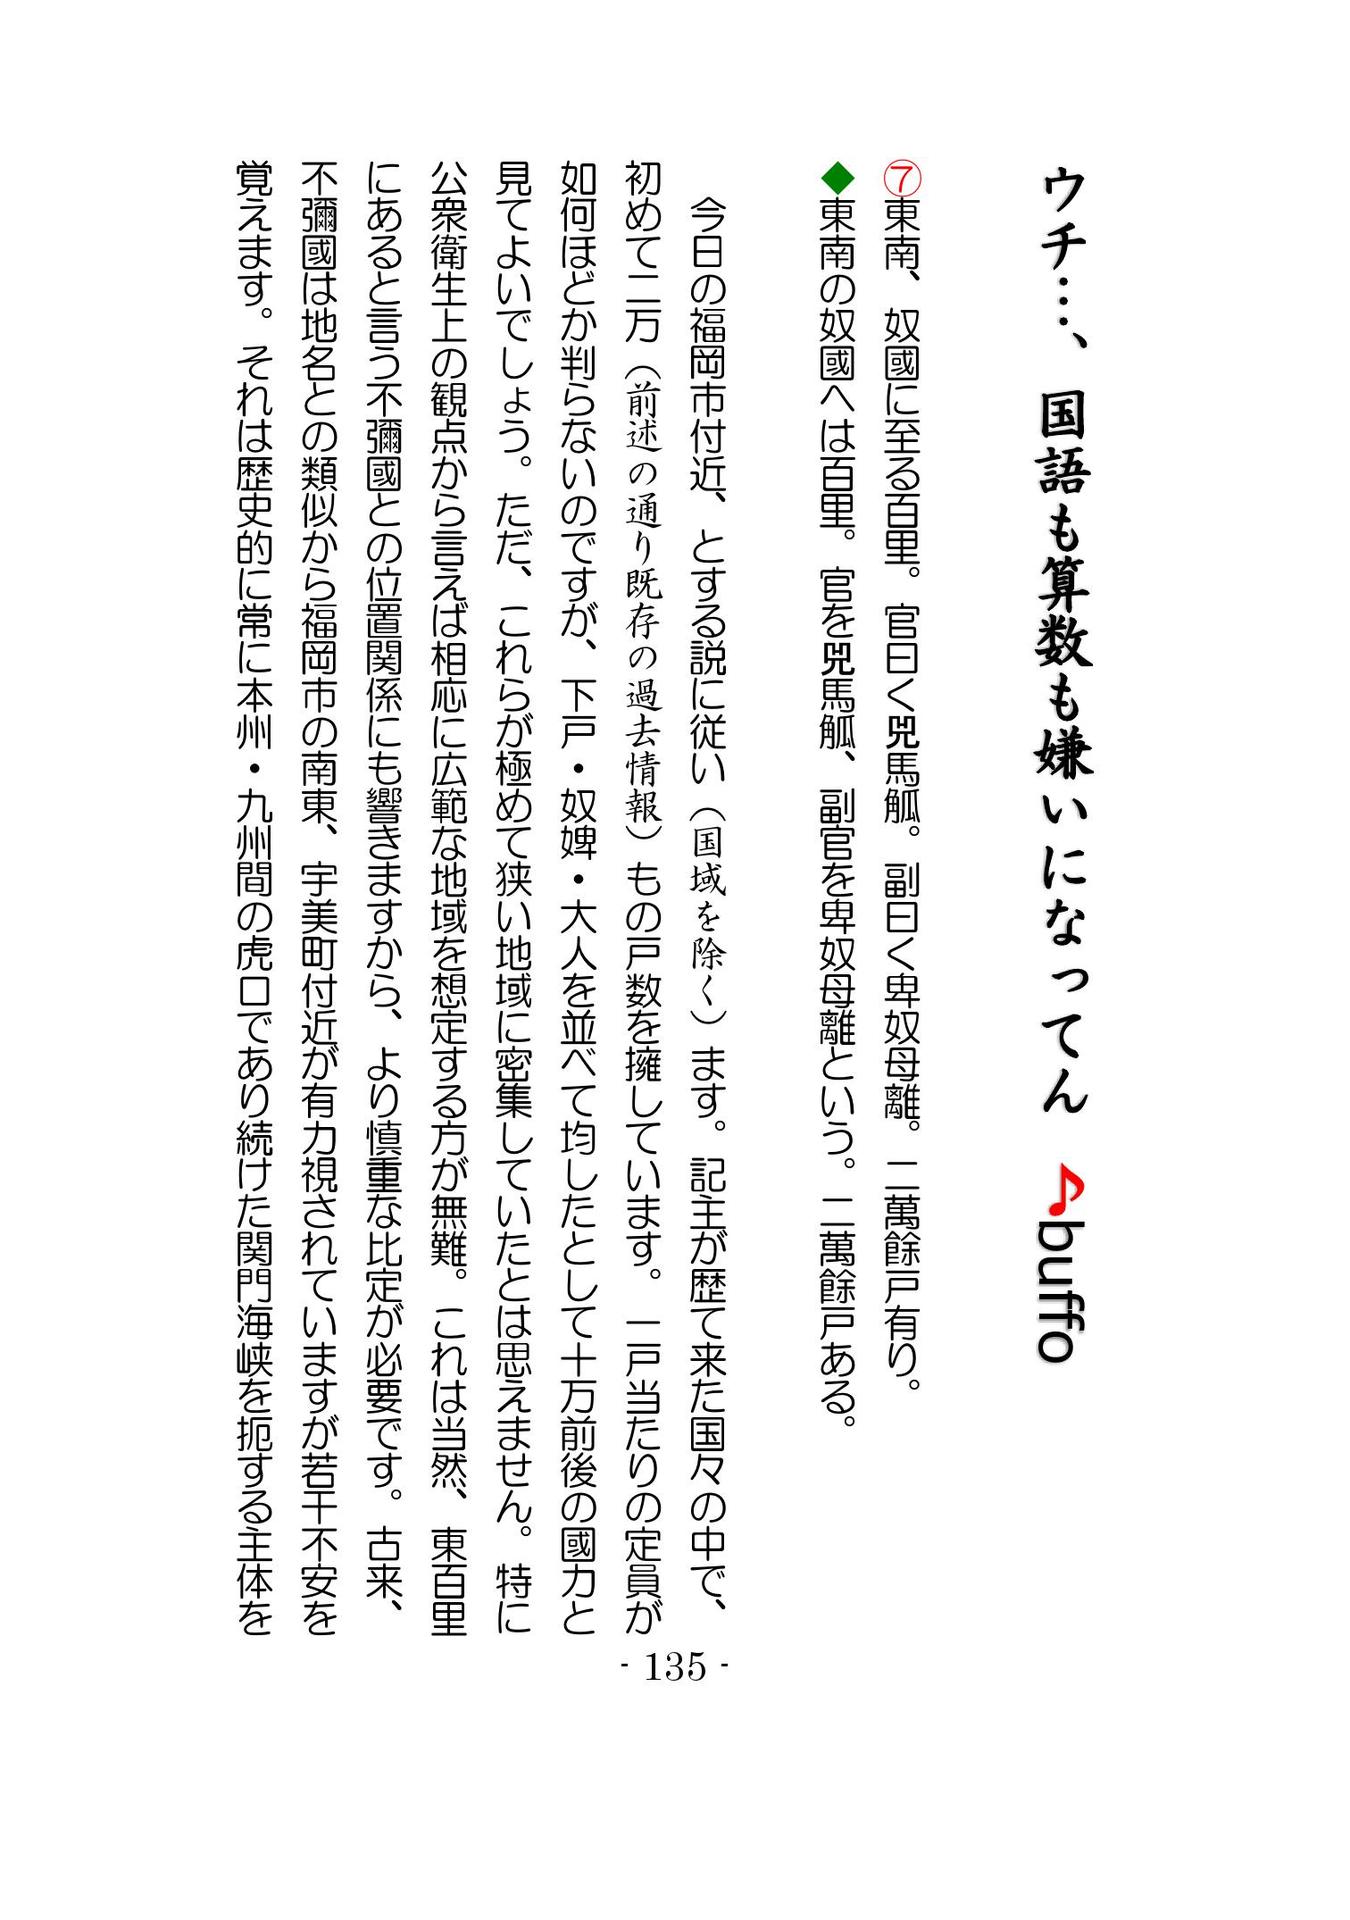 ウチ…、国語も算数も嫌いになってん ♪buffo
⑦東南、奴國に至る百里。官曰く兕馬觚。副曰く卑奴母離。二萬餘戸有り。
◆東南の奴國へは百里。官を兕馬觚、副官を卑奴母離という。二萬餘戸ある。
今日の福岡市付近、とする説に従い（国域を除く）ます。記主が歴て来た国々の中で、
初めて二万（前述の通り既存の過去情報）もの戸数を擁しています。一戸当たりの定員が
如何ほどか判らないのですが、下戸・奴婢・大人を並べて均したとして十万前後の國力と
見てよいでしょう。ただ、これらが極めて狭い地域に密集していたとは思えません。特に
公衆衛生上の観点から言えば相応に広範な地域を想定する方が無難。これは当然、東百里
にあると言う不彌國との位置関係にも響きますから、より慎重な比定が必要です。古来、
不彌國は地名との類似から福岡市の南東、宇美町付近が有力視されていますが若干不安を
覚えます。それは歴史的に常に本州・九州間の虎口であり続けた関門海峡を扼する主体を
- 135 -